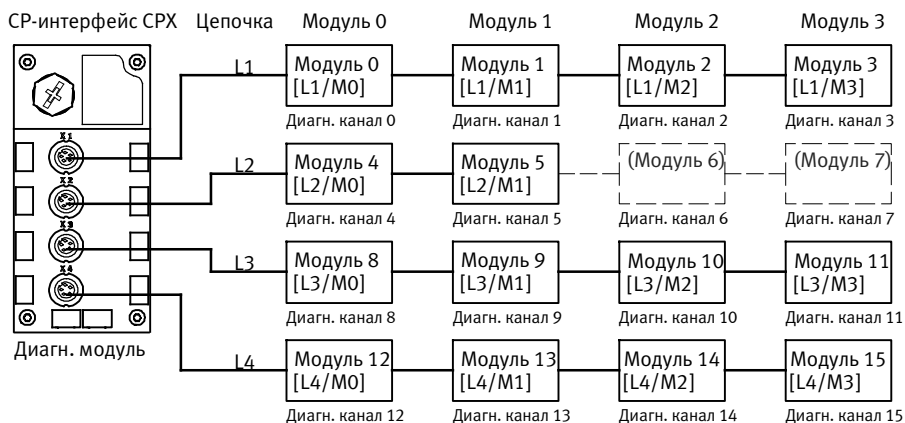 CP-интерфейс CPX Цепочка Модуль 0 Модуль 1 Модуль 2 Модуль 3
L1 Модуль 0 Модуль 1 Модуль 2 Модуль 3
[L1/M0] [L1/M1] [L1/M2] [L1/M3]
Диагн. канал 0 Диагн. канал 1 Диагн. канал 2 Диагн. канал 3
X1
L2 Модуль 4 Модуль 5 (Модуль 6) (Модуль 7)
[L2/M0] [L2/M1]
X2
Диагн. канал 4 Диагн. канал 5 Диагн. канал 6 Диагн. канал 7
X3
L3 Модуль 8 Модуль 9 Модуль 10 Модуль 11
[L3/M0] [L3/M1] [L3/M2] [L3/M3]
X4
Диагн. канал 8 Диагн. канал 9 Диагн. канал 10 Диагн. канал 11
Диагн. модуль
L4 Модуль 12 Модуль 13 Модуль 14 Модуль 15
[L4/M0] [L4/M1] [L4/M2] [L4/M3]
Диагн. канал 12 Диагн. канал 13 Диагн. канал 14 Диагн. канал 15